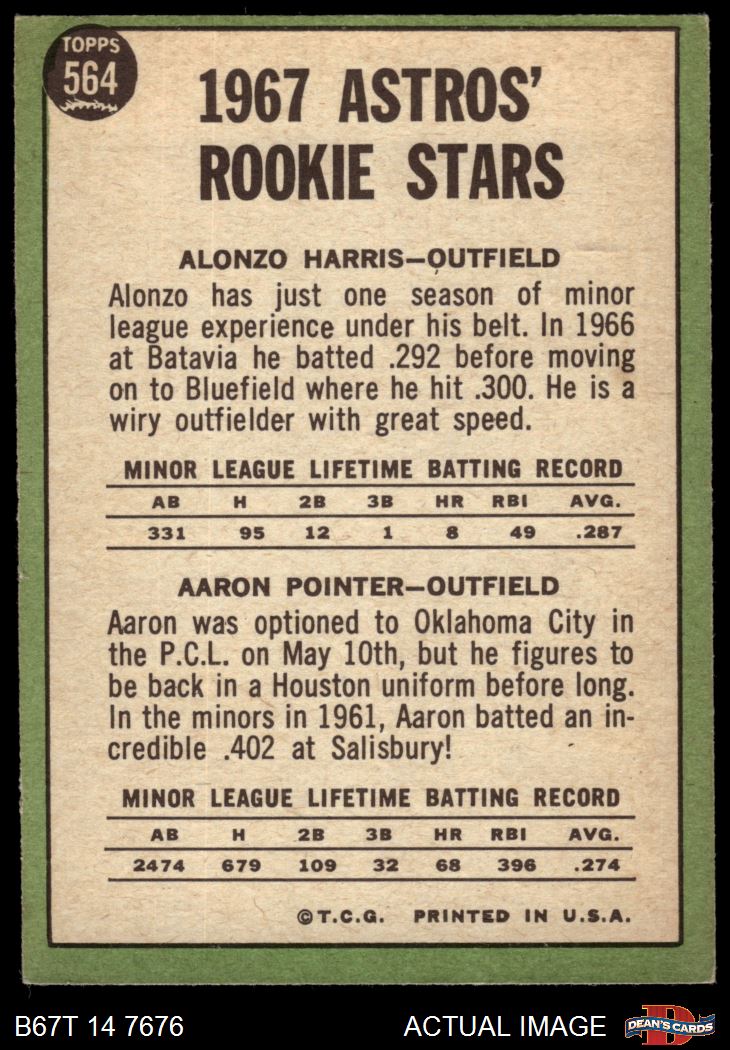 TOPPS
564
1967 ASTROS'
ROOKIE STARS
ALONZO HARRIS—OUTFIELD
Alonzo has just one season of minor
league experience under his belt. In 1966
at Batavia he batted .292 before moving
on to Bluefield where he hit .300. He is a
wiry outfielder with great speed.
MINOR LEAGUE LIFETIME BATTING RECORD
AB H 2B 3B HR RBI AVG.
331 95 12 1 8 49 .287
AARON POINTER—OUTFIELD
Aaron was optioned to Oklahoma City in
the P.C.L. on May 10th, but he figures to
be back in a Houston uniform before long.
In the minors in 1961, Aaron batted an in-
credible .402 at Salisbury!
MINOR LEAGUE LIFETIME BATTING RECORD
AB H 2B 3B HR RBI AVG.
2474 679 109 32 68 396 .274
©T.C.G. PRINTED IN U.S.A.
B67T 14 7676 ACTUAL IMAGE DEAN'S CARDS